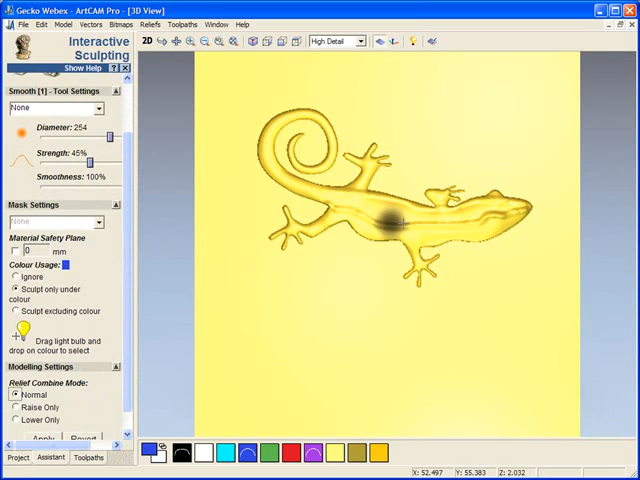 Gecko Webex - ArtCAM Pro - [3D View]
File Edit Model Vectors Bitmaps Reliefs Toolpaths Window Help
Interactive
Sculpting
Show Help ?
2D High Detail
Smooth [1] - Tool Settings
None
Diameter: 254
Strength: 45%
Smoothness: 100%
Mask Settings
None
Material Safety Plane
0 mm
Colour Usage:
Ignore
Sculpt only under
colour
Sculpt excluding colour
Drag light bulb and
drop on colour to select
Modelling Settings
Relief Combine Mode:
Normal
Raise Only
Lower Only
Apply Revert
Project Assistant Toolpaths
X: 52.497 Y: 55.383 Z: 2.032